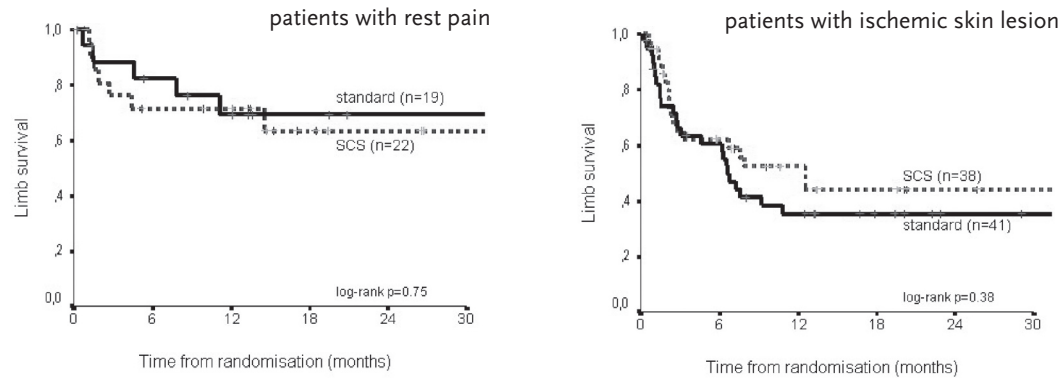 patients with rest pain
1,0
,8
,6
,4
,2
0,0
Limb survival
standard (n=19)
SCS (n=22)
log-rank p=0.75
0 6 12 18 24 30
Time from randomisation (months)
patients with ischemic skin lesion
1,0
,8
,6
,4
,2
0,0
Limb survival
SCS (n=38)
standard (n=41)
log-rank p=0.38
0 6 12 18 24 30
Time from randomisation (months)